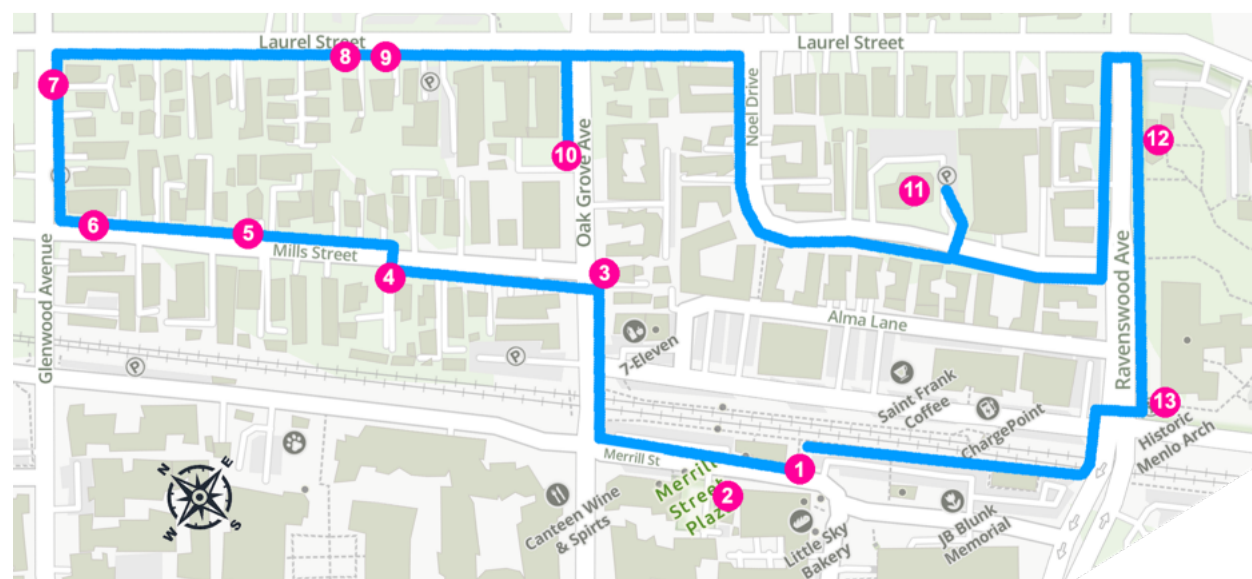 Laurel Street
8
9
Laurel Street
7
P
Noel Drive
12
10
Oak Grove Ave
11
P
6
5
Mills Street
4
3
Glenwood Avenue
Ravenswood Ave
Alma Lane
7-Eleven
P
P
Saint Frank
Coffee
ChargePoint
13
Historic
Menlo Arch
Merrill St
1
Merrill
Street
Plaz
2
N
E
W
S
Canteen Wine
& Spirts
Little Sky
Bakery
JB Blunk
Memorial